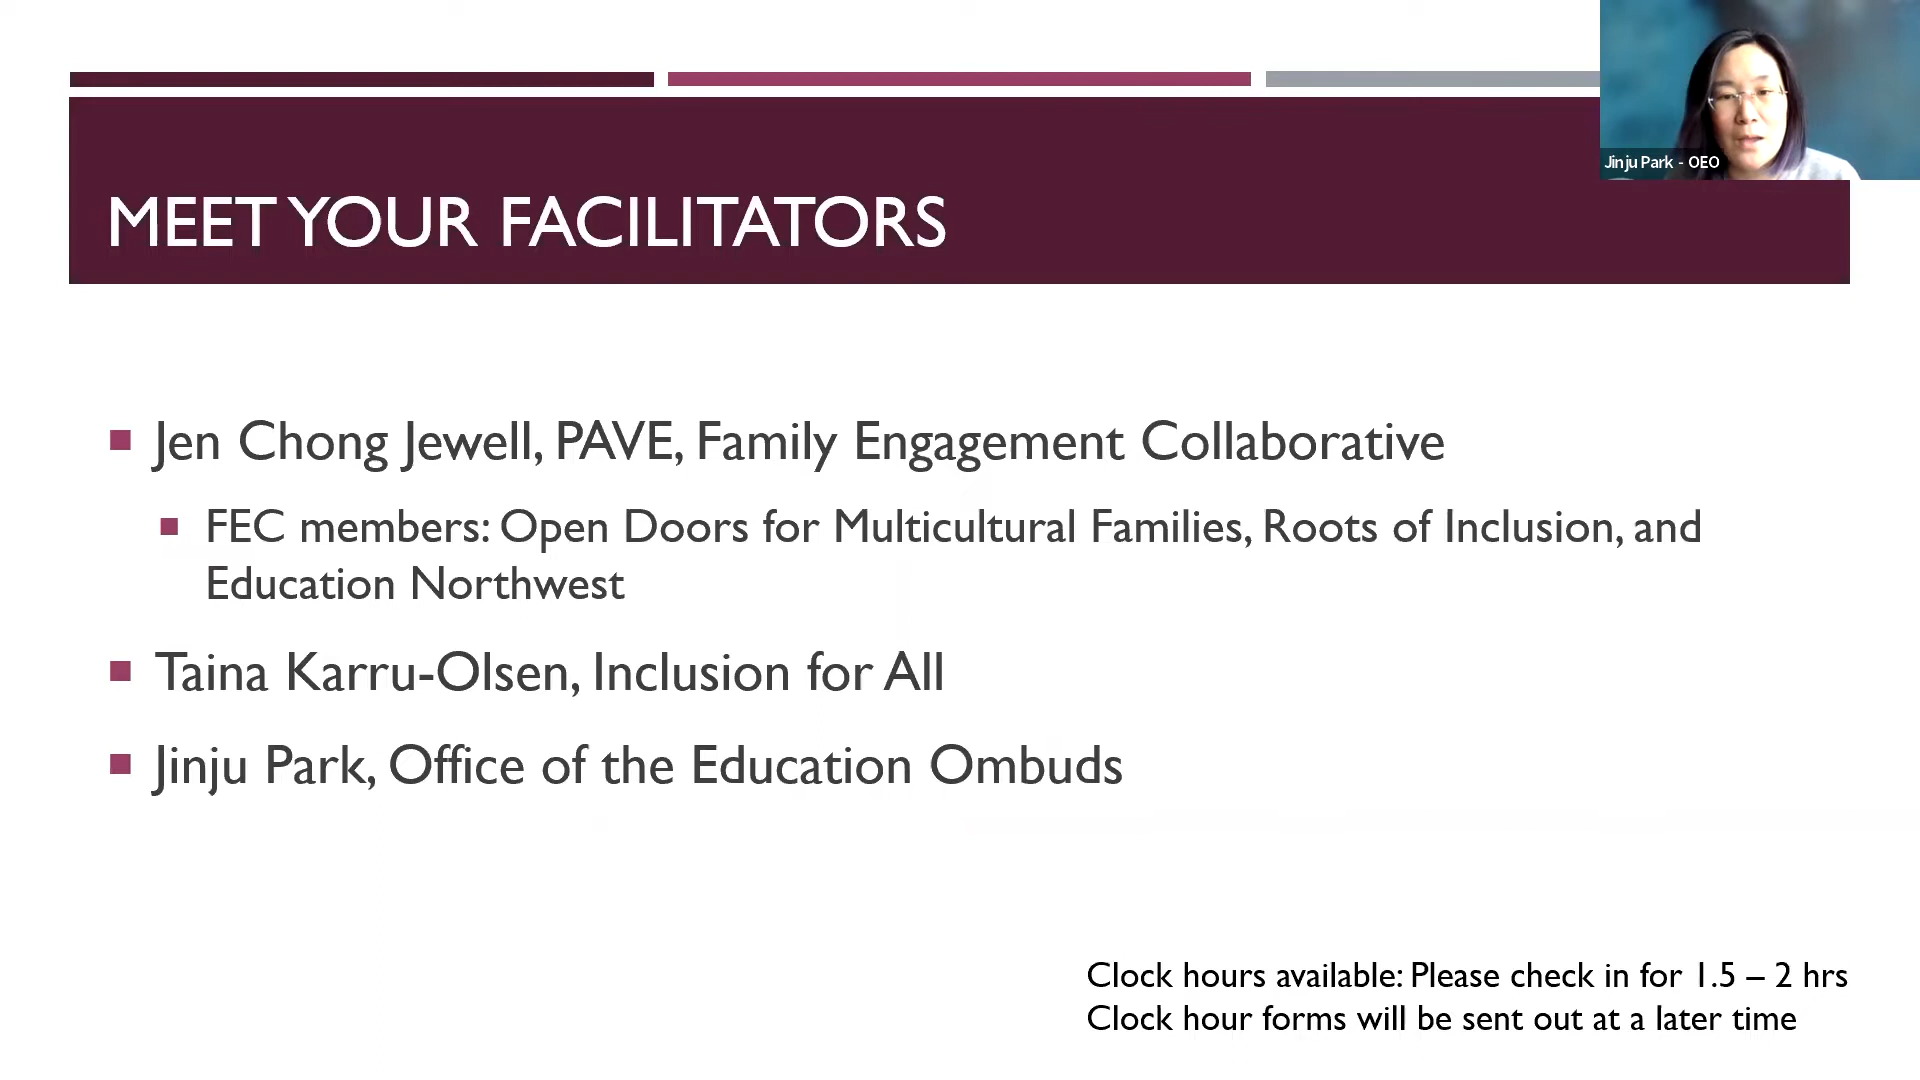 Jinju Park - OEO
MEET YOUR FACILITATORS
Jen Chong Jewell, PAVE, Family Engagement Collaborative
FEC members: Open Doors for Multicultural Families, Roots of Inclusion, and
Education Northwest
Taina Karru-Olsen, Inclusion for All
Jinju Park, Office of the Education Ombuds
Clock hours available: Please check in for 1.5 – 2 hrs
Clock hour forms will be sent out at a later time